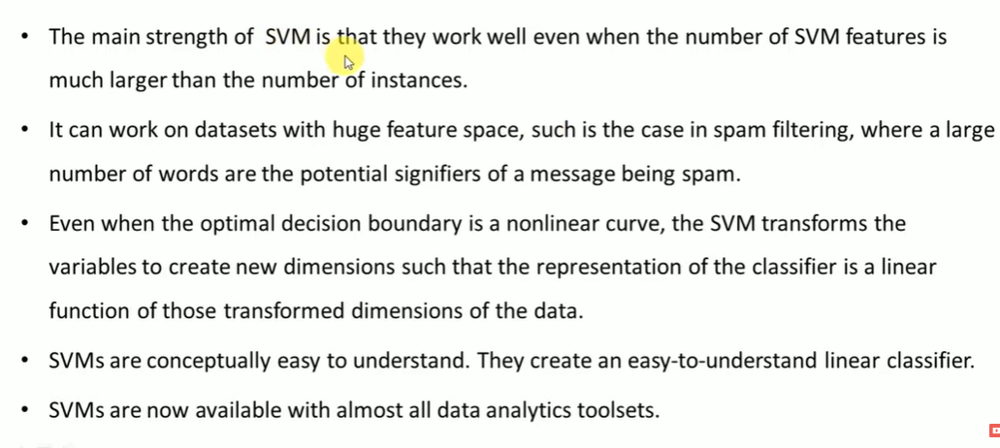 • The main strength of SVM is that they work well even when the number of SVM features is
much larger than the number of instances.
• It can work on datasets with huge feature space, such is the case in spam filtering, where a large
number of words are the potential signifiers of a message being spam.
• Even when the optimal decision boundary is a nonlinear curve, the SVM transforms the
variables to create new dimensions such that the representation of the classifier is a linear
function of those transformed dimensions of the data.
• SVMs are conceptually easy to understand. They create an easy-to-understand linear classifier.
• SVMs are now available with almost all data analytics toolsets.